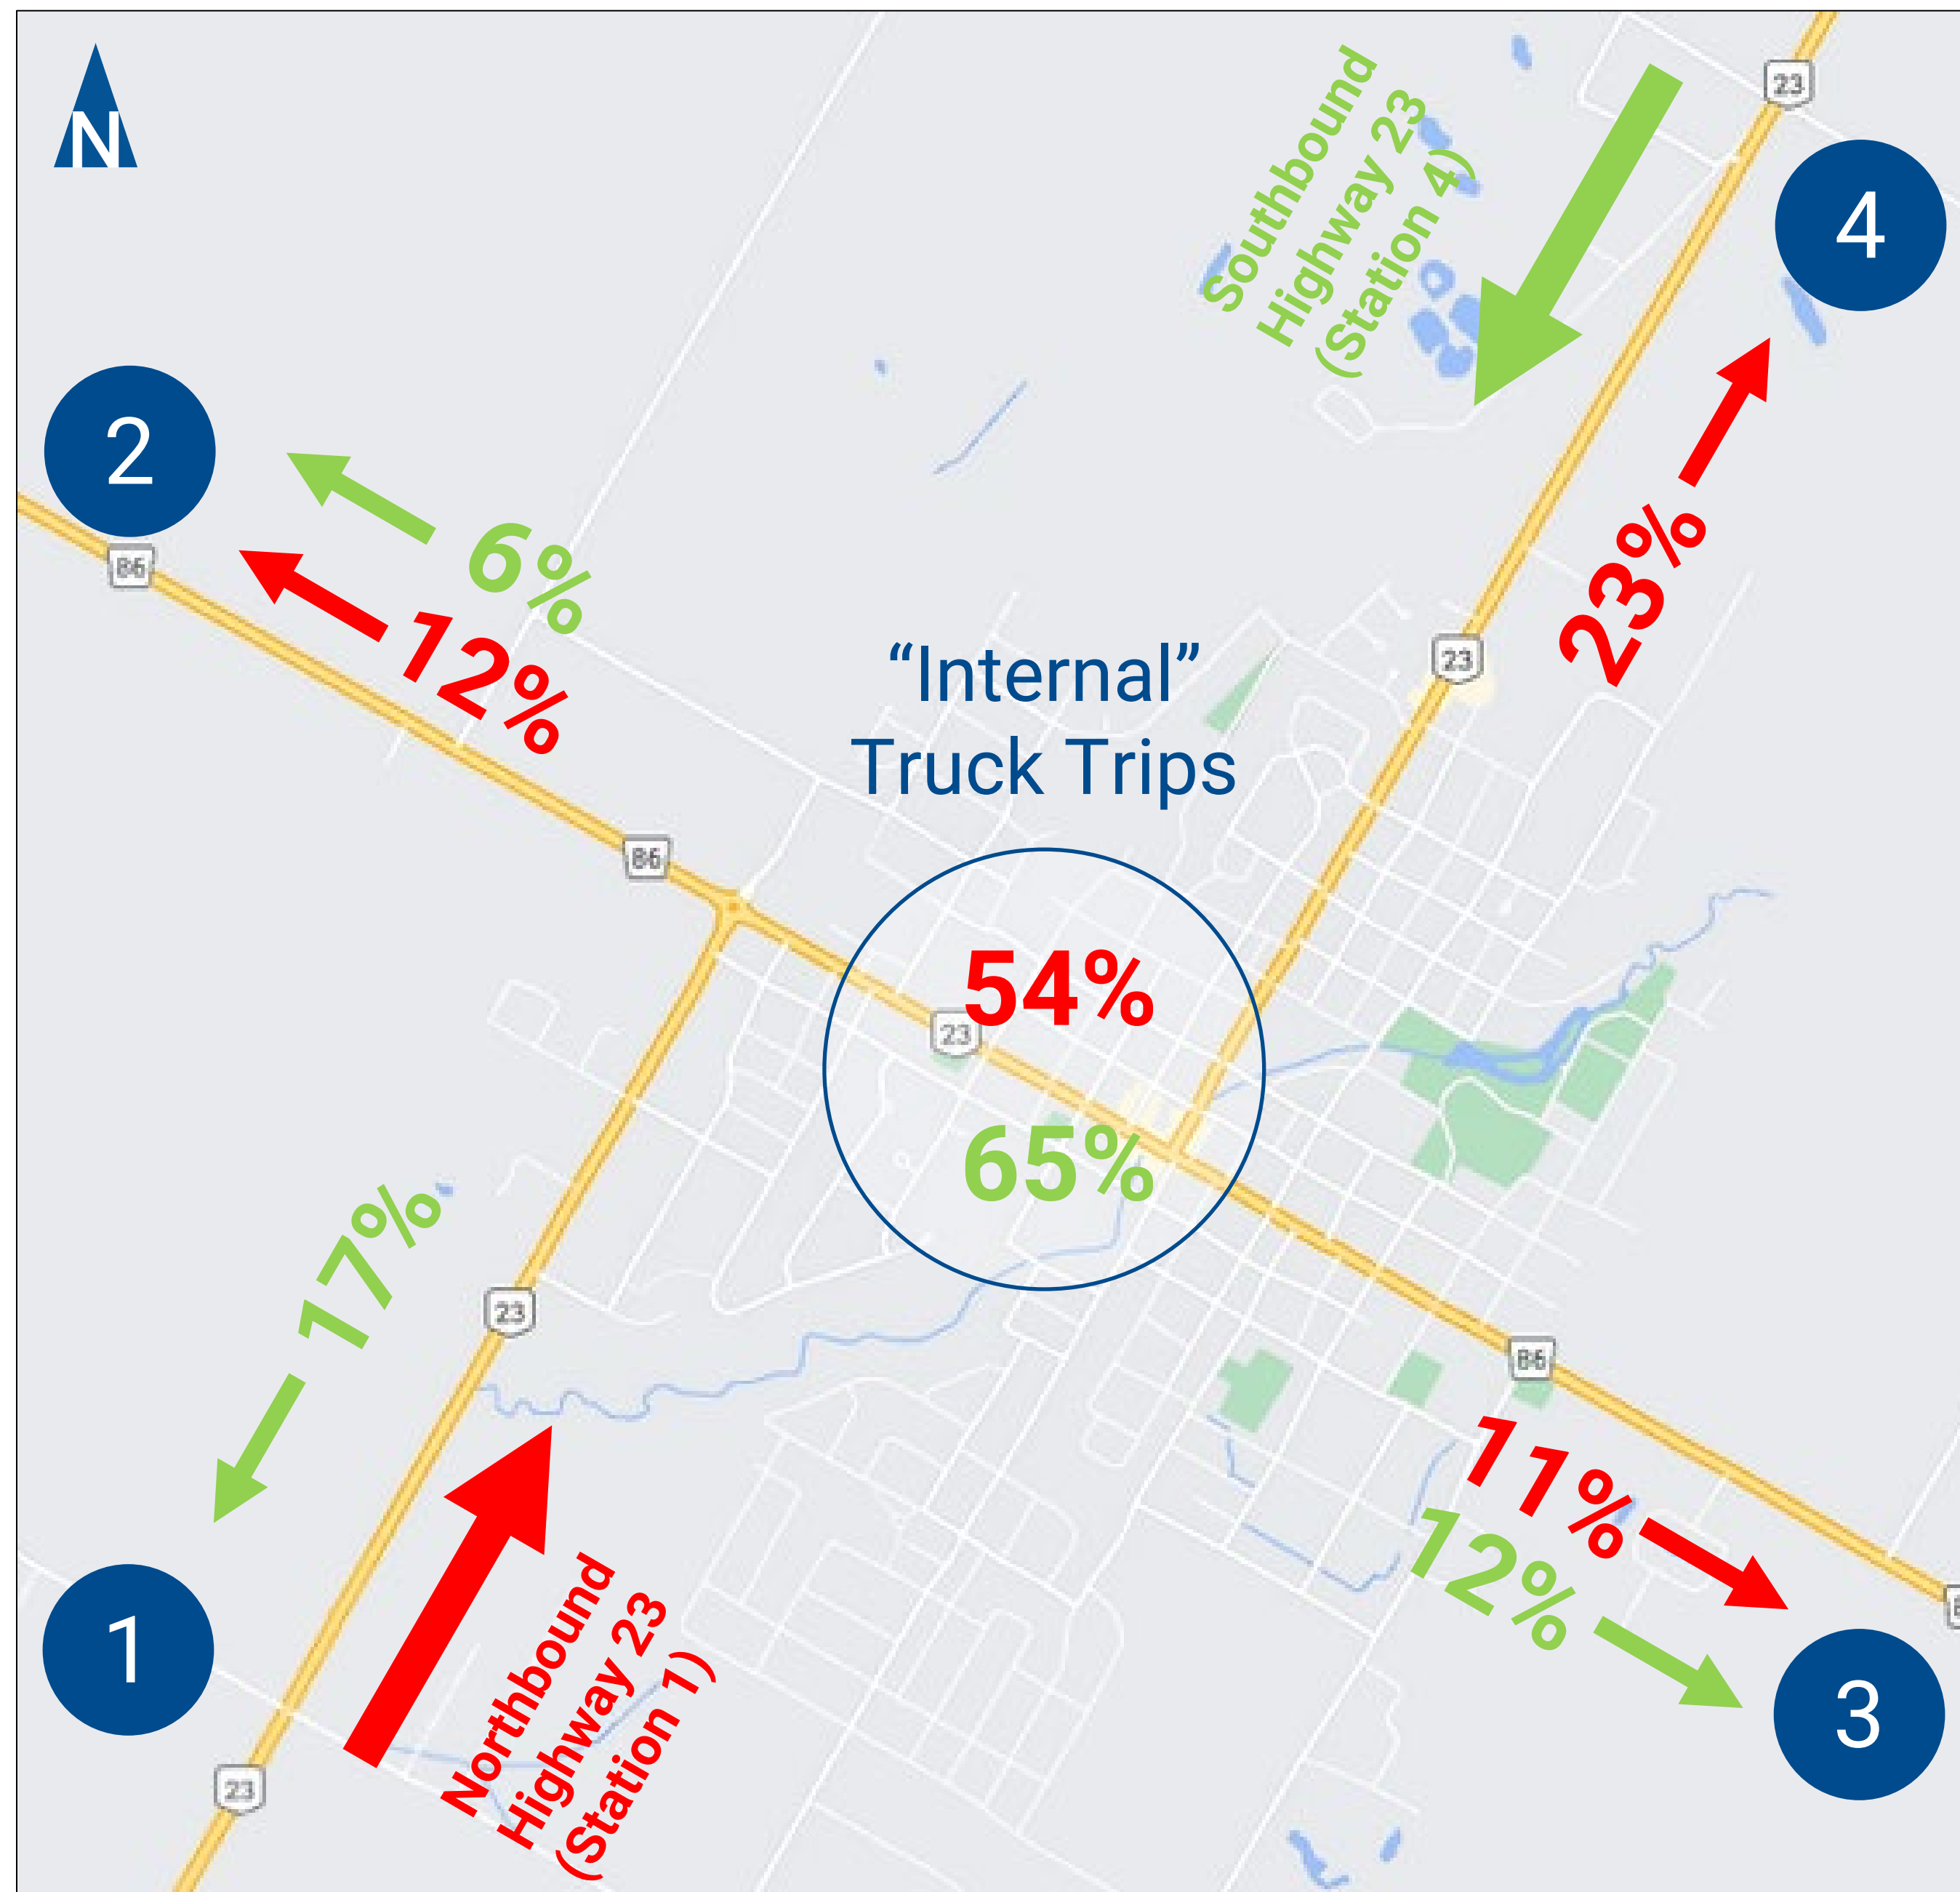 N
23
4
Southbound
Highway 23
(Station 4)
2
86
6%
12%
23%
23
“Internal”
Truck Trips
86
54%
23
65%
17%
23
86
11%
12%
1
3
Northbound
Highway 23
(Station 1)
23